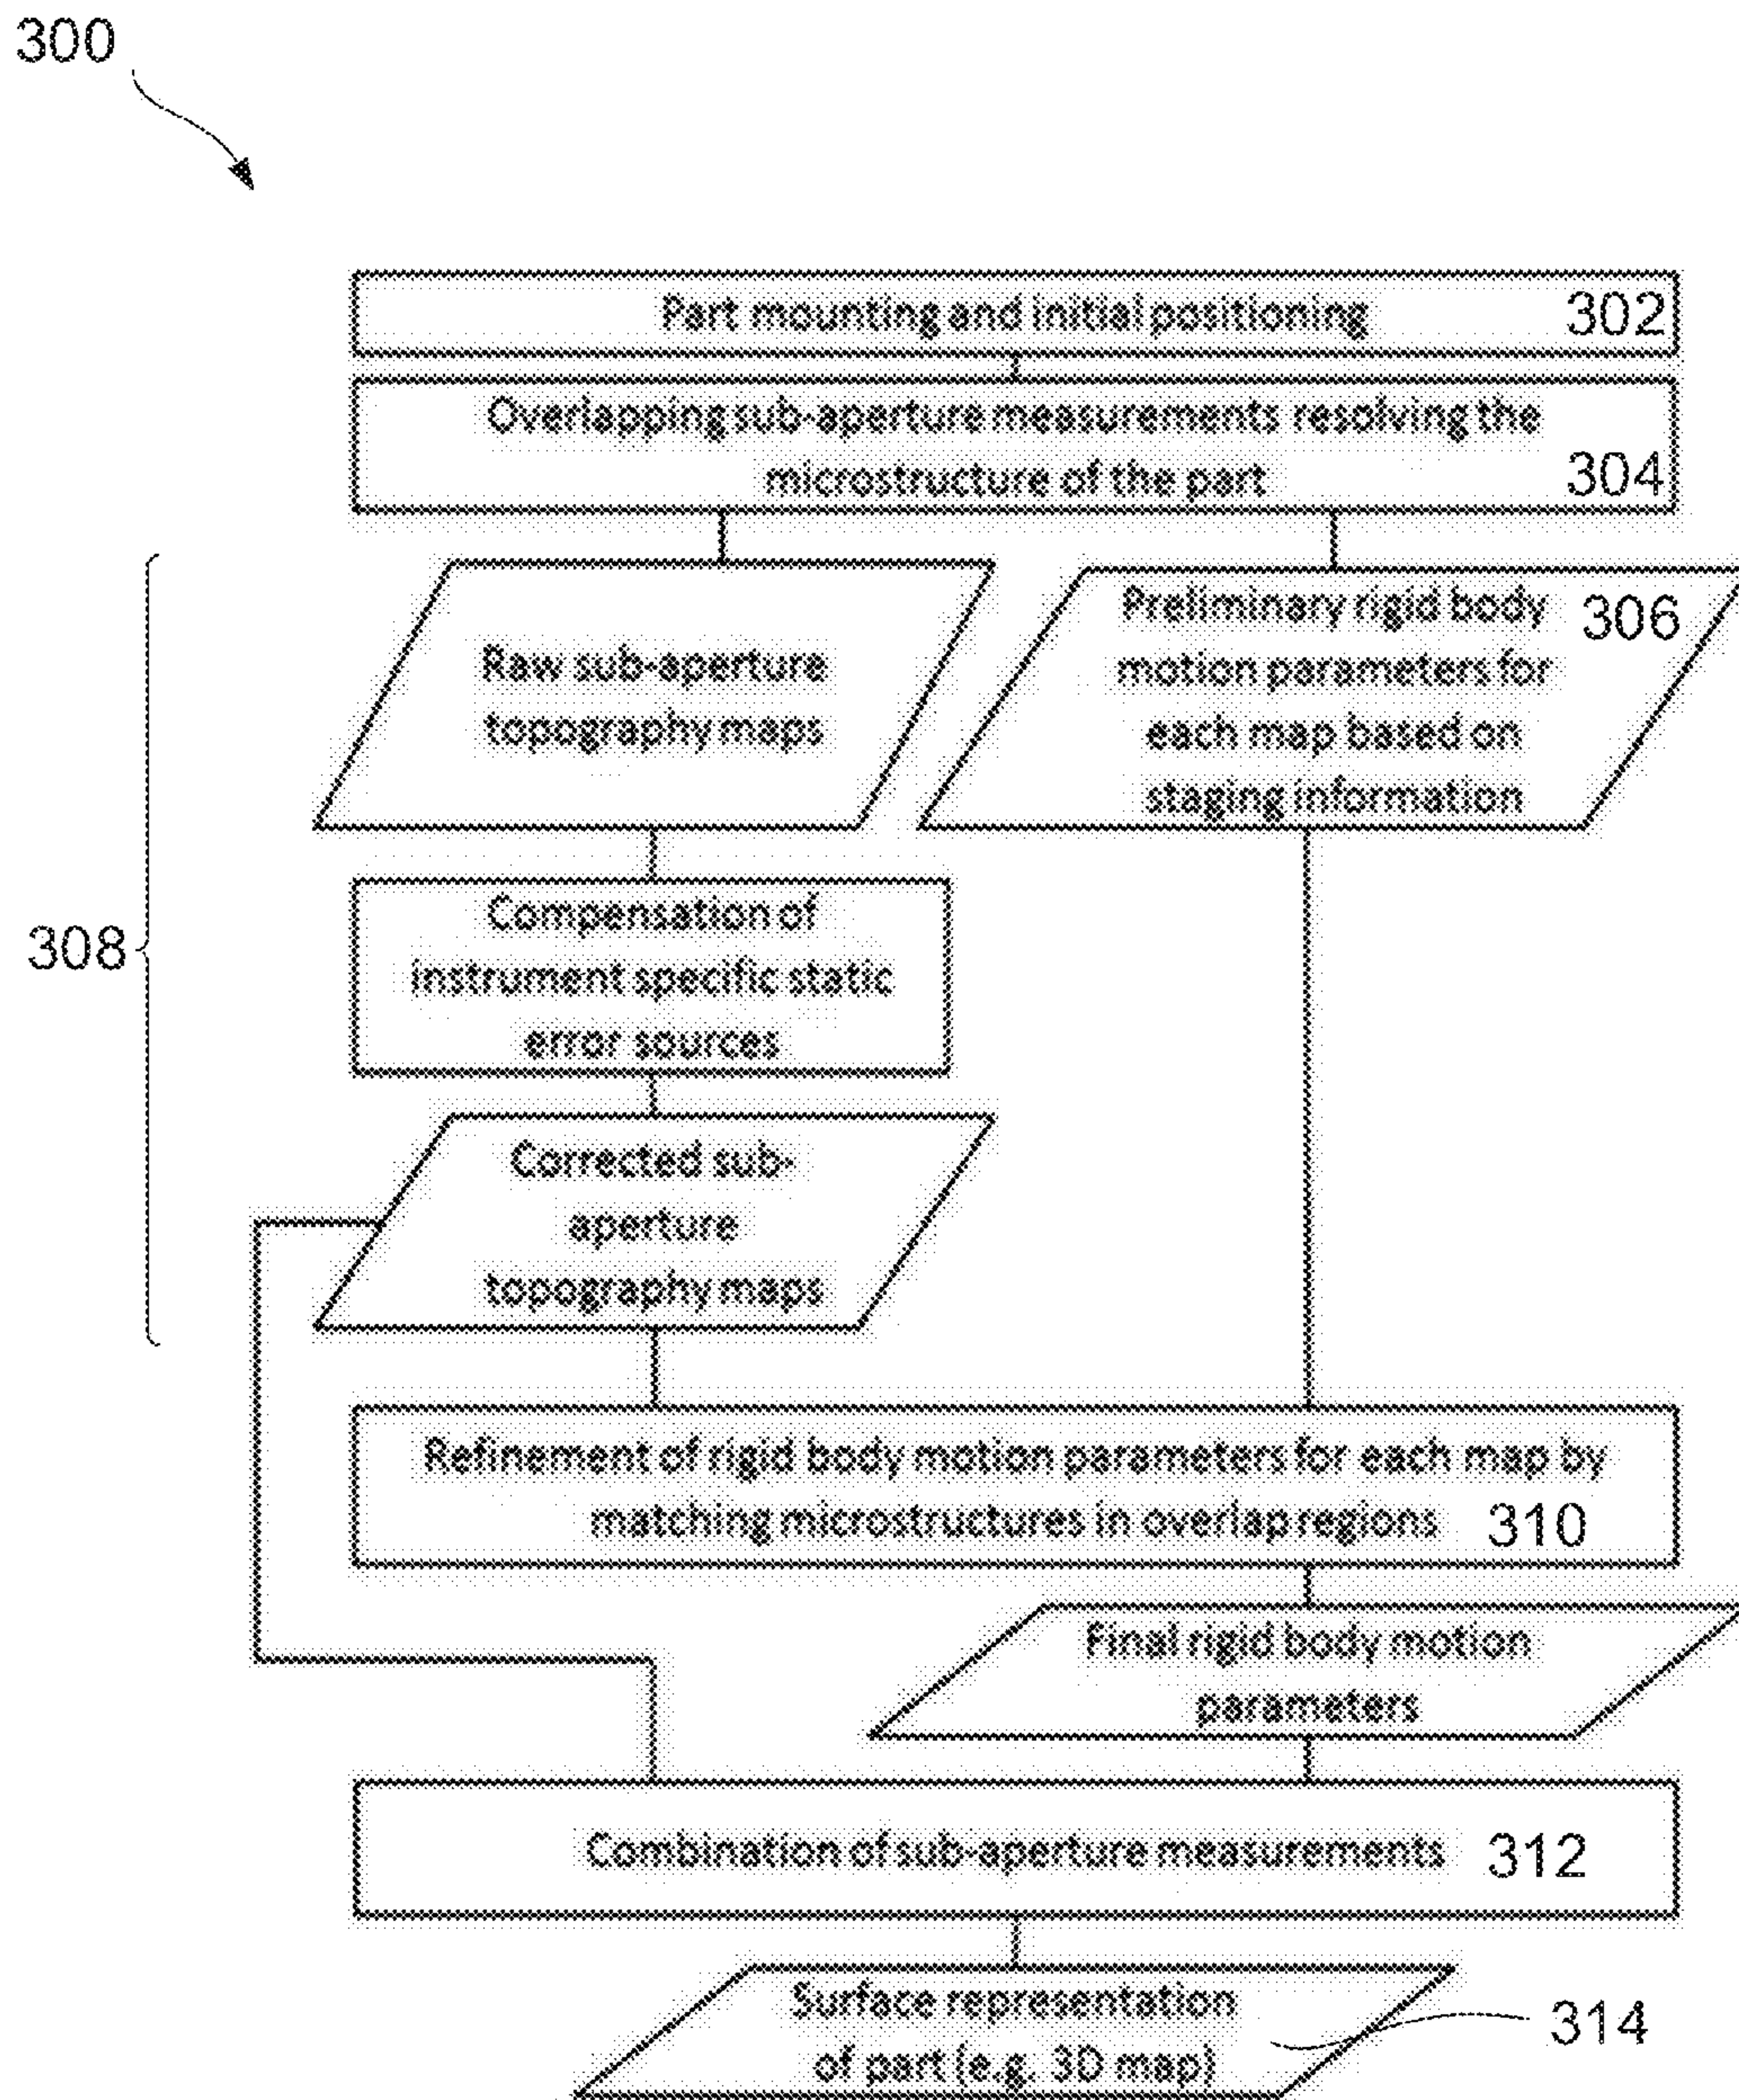 300
Part mounting and initial positioning 302
Overlapping sub-aperture measurements resolving the
microstructure of the part 304
Raw sub-aperture
topography maps
Preliminary rigid body 306
motion parameters for
each map based on
staging information
308
Compensation of
instrument specific static
error sources
Corrected sub-
aperture
topography maps
Refinement of rigid body motion parameters for each map by
matching microstructures in overlap regions 310
Final rigid body motion
parameters
Combination of sub-aperture measurements 312
Surface representation
of part (e.g. 3D map)
314